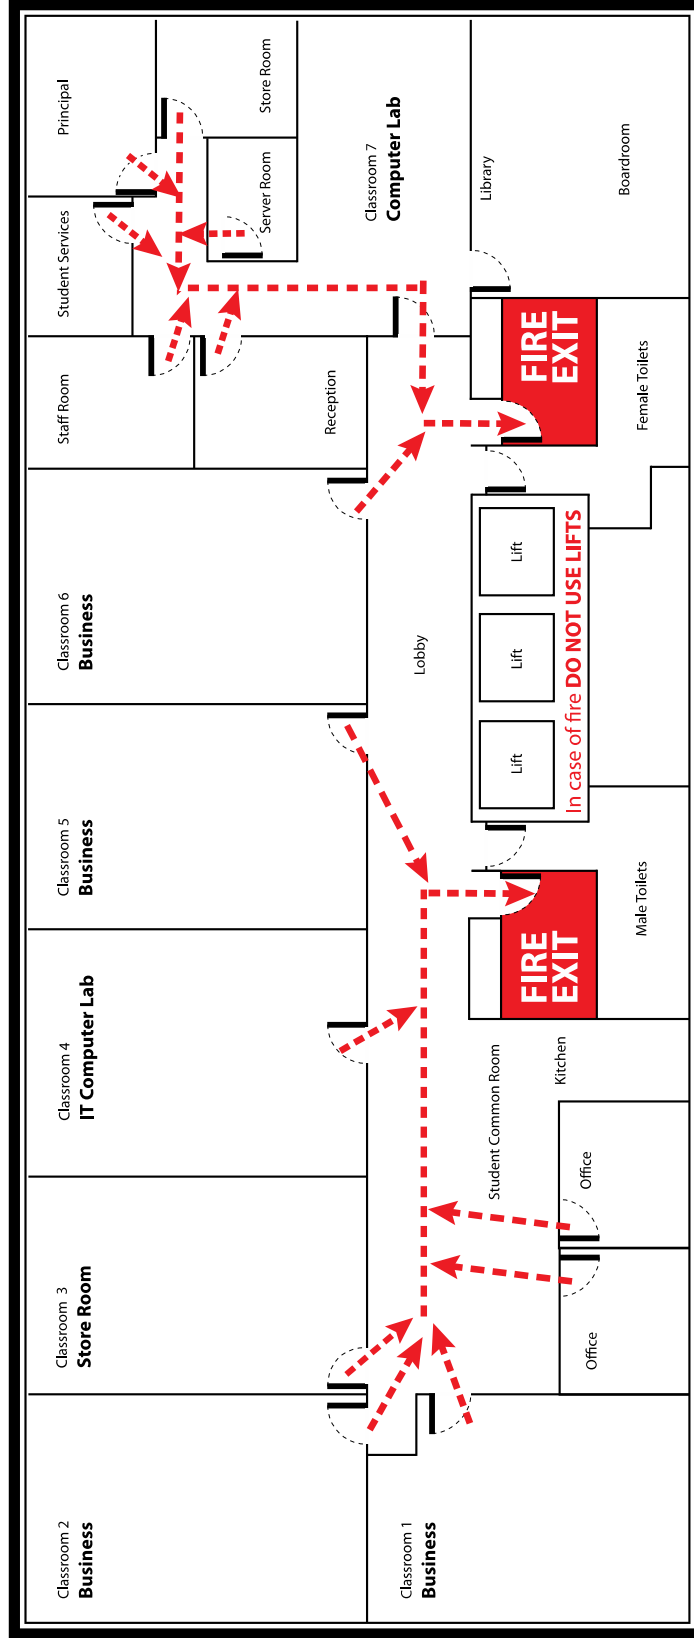 Classroom 2
Business
Classroom 3
Store Room
Classroom 4
IT Computer Lab
Classroom 5
Business
Classroom 6
Business
Staff Room
Student Services
Principal
Store Room
Server Room
Reception
Classroom 7
Computer Lab
Classroom 1
Business
Lobby
Library
Student Common Room
Kitchen
Office
Office
FIRE
EXIT
Lift
Lift
Lift
In case of fire DO NOT USE LIFTS
FIRE
EXIT
Male Toilets
Female Toilets
Boardroom